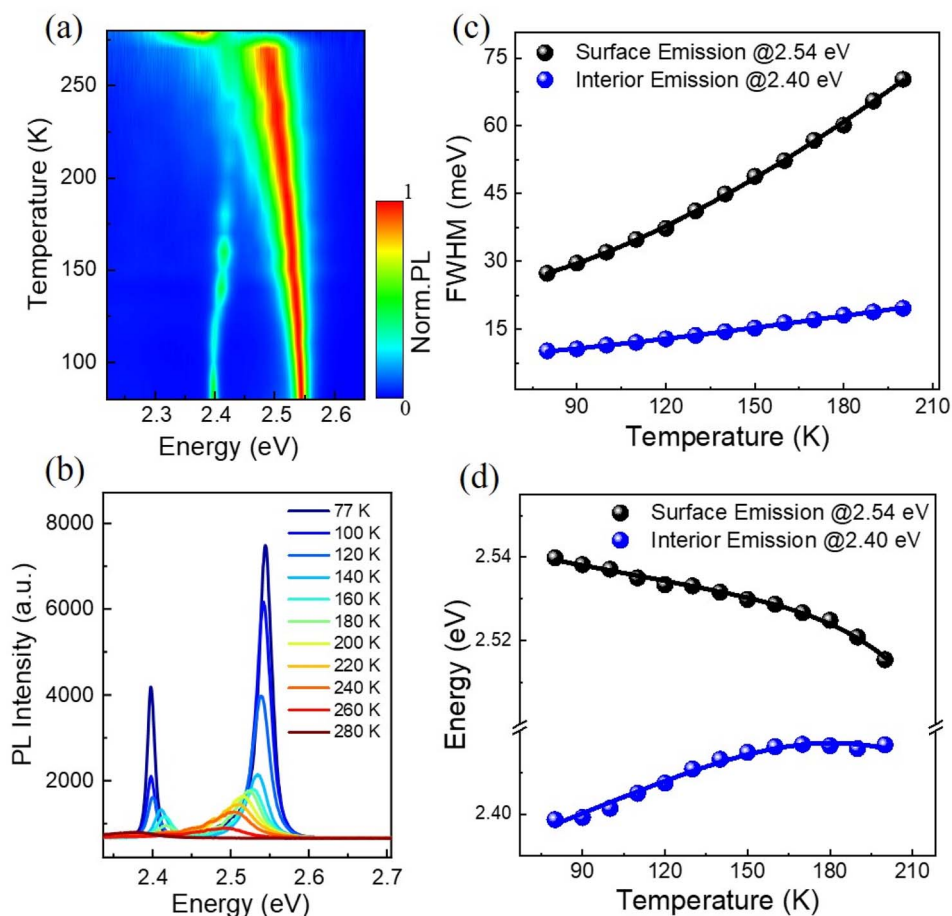 (a)
Temperature (K)
250
200
150
100
2.3
2.4
2.5
2.6
Energy (eV)
1
Norm.PL
0
(c)
Surface Emission @2.54 eV
Interior Emission @2.40 eV
FWHM (meV)
75
60
45
30
15
90
120
150
180
210
Temperature (K)
(b)
PL Intensity (a.u.)
8000
6000
4000
2000
77 K
100 K
120 K
140 K
160 K
180 K
200 K
220 K
240 K
260 K
280 K
2.4
2.5
2.6
2.7
Energy (eV)
(d)
Surface Emission @2.54 eV
Interior Emission @2.40 eV
Energy (eV)
2.54
2.52
2.40
90
120
150
180
210
Temperature (K)